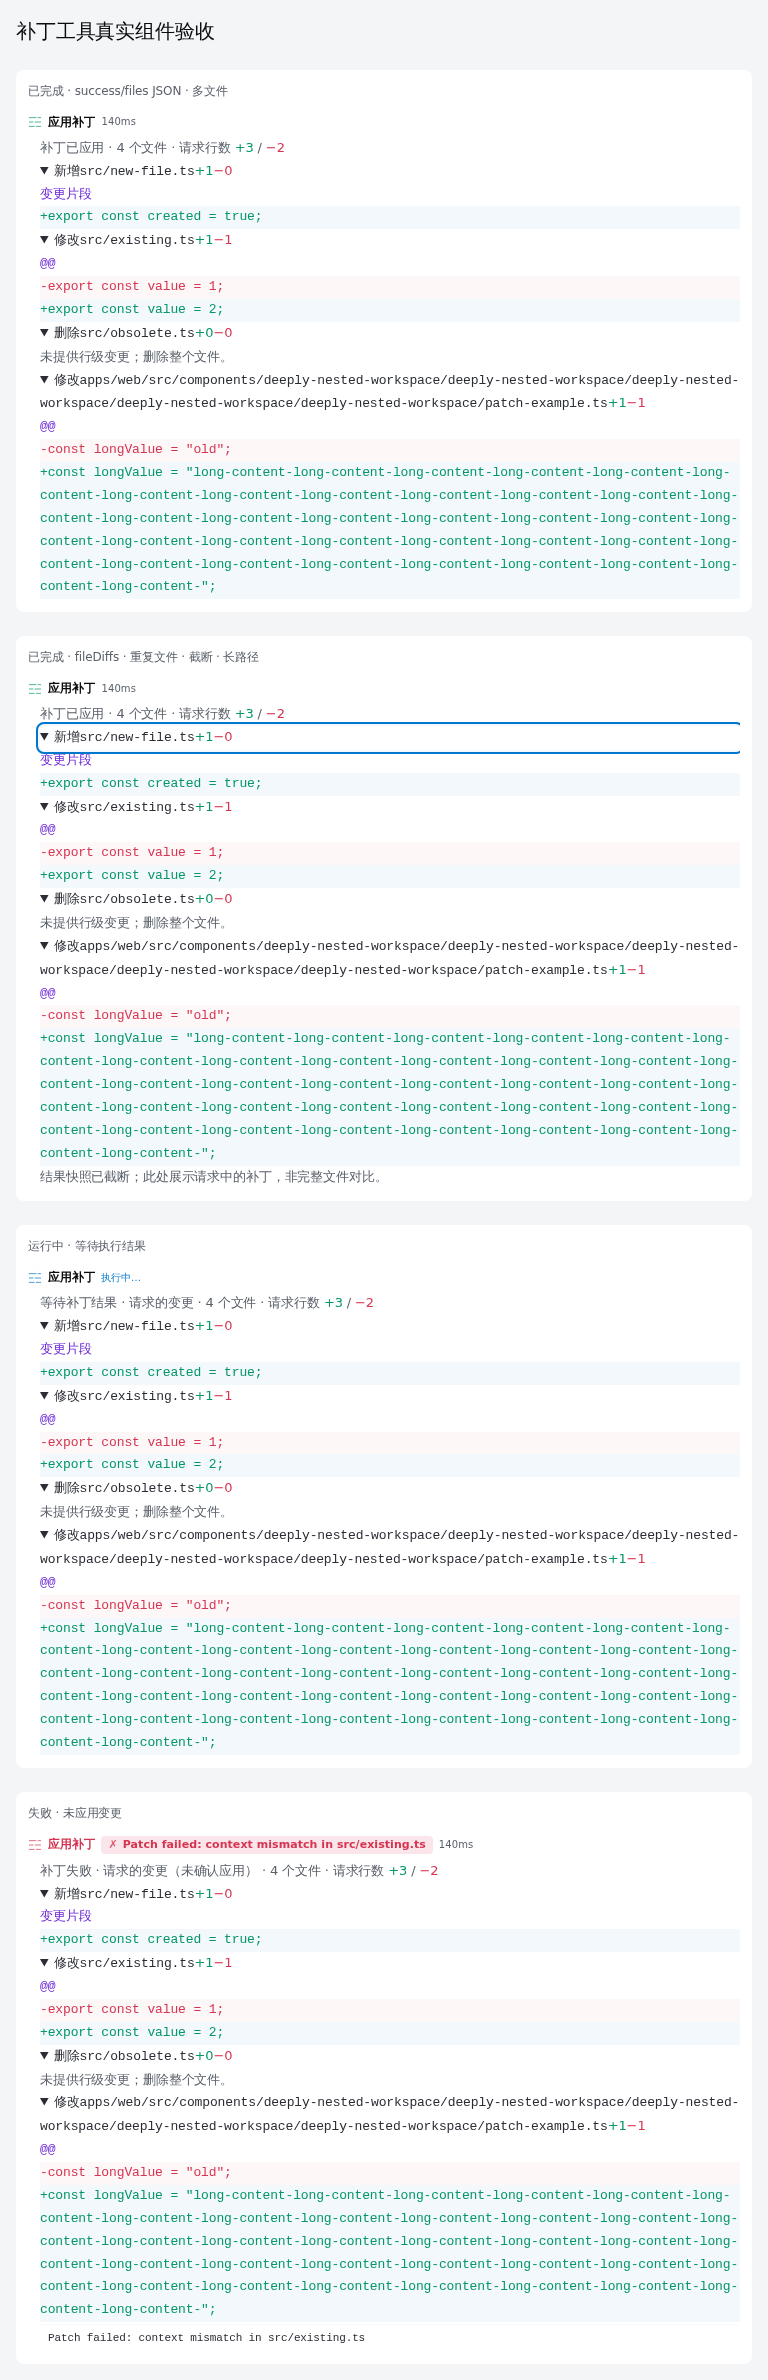 补丁工具真实组件验收
已完成 · success/files JSON · 多文件
应用补丁 140ms
补丁已应用 · 4 个文件 · 请求行数 +3 / −2
▼ 新增src/new-file.ts+1−0
变更片段
+export const created = true;
▼ 修改src/existing.ts+1−1
@@
-export const value = 1;
+export const value = 2;
▼ 删除src/obsolete.ts+0−0
未提供行级变更；删除整个文件。
▼ 修改apps/web/src/components/deeply-nested-workspace/deeply-nested-workspace/deeply-nested-
workspace/deeply-nested-workspace/deeply-nested-workspace/patch-example.ts+1−1
@@
-const longValue = "old";
+const longValue = "long-content-long-content-long-content-long-content-long-content-long-
content-long-content-long-content-long-content-long-content-long-content-long-content-long-
content-long-content-long-content-long-content-long-content-long-content-long-content-long-
content-long-content-long-content-long-content-long-content-long-content-long-content-long-
content-long-content-long-content-long-content-long-content-long-content-long-content-long-
content-long-content-";
已完成 · fileDiffs · 重复文件 · 截断 · 长路径
应用补丁 140ms
补丁已应用 · 4 个文件 · 请求行数 +3 / −2
▼ 新增src/new-file.ts+1−0
变更片段
+export const created = true;
▼ 修改src/existing.ts+1−1
@@
-export const value = 1;
+export const value = 2;
▼ 删除src/obsolete.ts+0−0
未提供行级变更；删除整个文件。
▼ 修改apps/web/src/components/deeply-nested-workspace/deeply-nested-workspace/deeply-nested-
workspace/deeply-nested-workspace/deeply-nested-workspace/patch-example.ts+1−1
@@
-const longValue = "old";
+const longValue = "long-content-long-content-long-content-long-content-long-content-long-
content-long-content-long-content-long-content-long-content-long-content-long-content-long-
content-long-content-long-content-long-content-long-content-long-content-long-content-long-
content-long-content-long-content-long-content-long-content-long-content-long-content-long-
content-long-content-long-content-long-content-long-content-long-content-long-content-long-
content-long-content-";
结果快照已截断；此处展示请求中的补丁，非完整文件对比。
运行中 · 等待执行结果
应用补丁 执行中…
等待补丁结果 · 请求的变更 · 4 个文件 · 请求行数 +3 / −2
▼ 新增src/new-file.ts+1−0
变更片段
+export const created = true;
▼ 修改src/existing.ts+1−1
@@
-export const value = 1;
+export const value = 2;
▼ 删除src/obsolete.ts+0−0
未提供行级变更；删除整个文件。
▼ 修改apps/web/src/components/deeply-nested-workspace/deeply-nested-workspace/deeply-nested-
workspace/deeply-nested-workspace/deeply-nested-workspace/patch-example.ts+1−1
@@
-const longValue = "old";
+const longValue = "long-content-long-content-long-content-long-content-long-content-long-
content-long-content-long-content-long-content-long-content-long-content-long-content-long-
content-long-content-long-content-long-content-long-content-long-content-long-content-long-
content-long-content-long-content-long-content-long-content-long-content-long-content-long-
content-long-content-long-content-long-content-long-content-long-content-long-content-long-
content-long-content-";
失败 · 未应用变更
应用补丁 ✗ Patch failed: context mismatch in src/existing.ts 140ms
补丁失败 · 请求的变更（未确认应用） · 4 个文件 · 请求行数 +3 / −2
▼ 新增src/new-file.ts+1−0
变更片段
+export const created = true;
▼ 修改src/existing.ts+1−1
@@
-export const value = 1;
+export const value = 2;
▼ 删除src/obsolete.ts+0−0
未提供行级变更；删除整个文件。
▼ 修改apps/web/src/components/deeply-nested-workspace/deeply-nested-workspace/deeply-nested-
workspace/deeply-nested-workspace/deeply-nested-workspace/patch-example.ts+1−1
@@
-const longValue = "old";
+const longValue = "long-content-long-content-long-content-long-content-long-content-long-
content-long-content-long-content-long-content-long-content-long-content-long-content-long-
content-long-content-long-content-long-content-long-content-long-content-long-content-long-
content-long-content-long-content-long-content-long-content-long-content-long-content-long-
content-long-content-long-content-long-content-long-content-long-content-long-content-long-
content-long-content-";
Patch failed: context mismatch in src/existing.ts